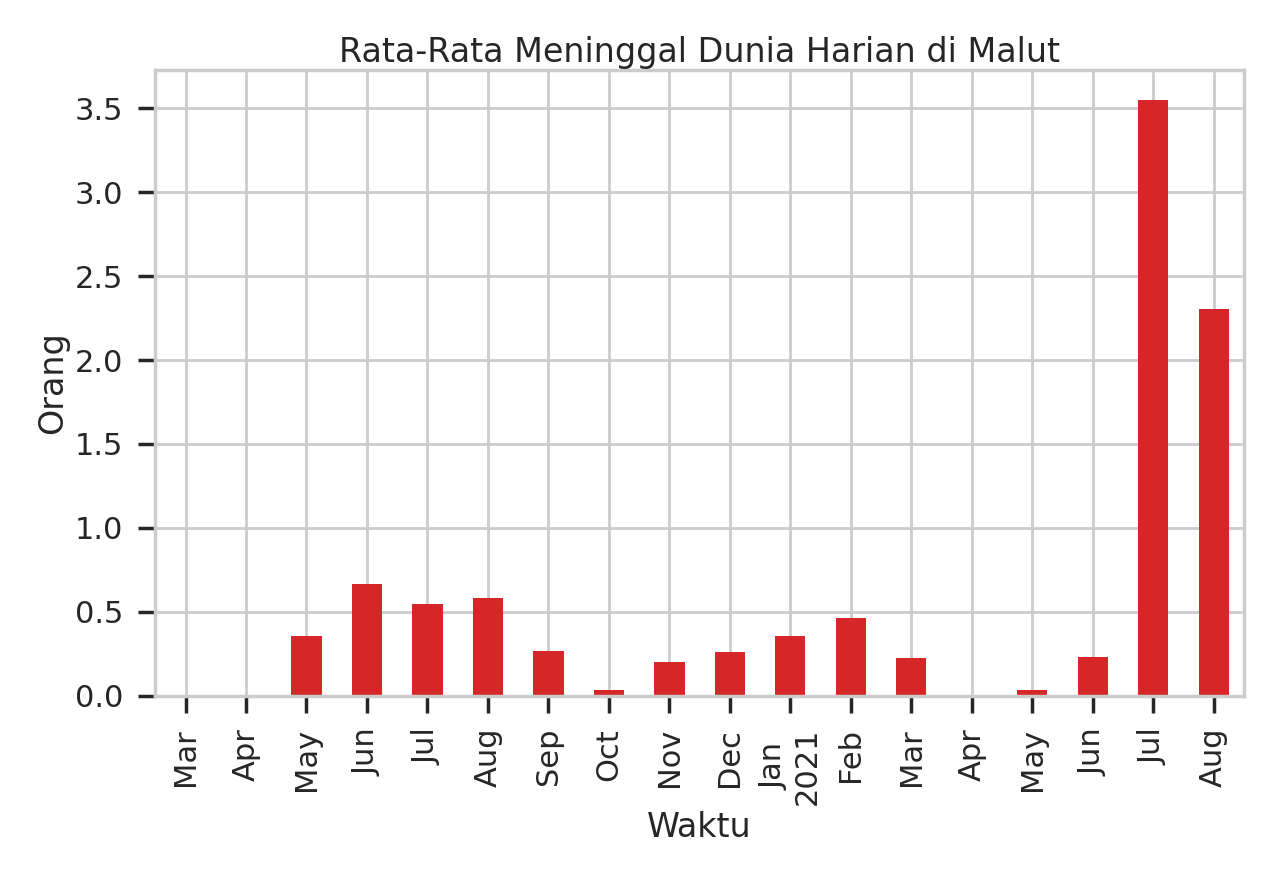 Rata-Rata Meninggal Dunia Harian di Malut
3.5
3.0
2.5
2.0
1.5
1.0
0.5
0.0
Orang
Mar
Apr
May
Jun
Jul
Aug
Sep
Oct
Nov
Dec
Jan
2021
Feb
Mar
Apr
May
Jun
Jul
Aug
Waktu